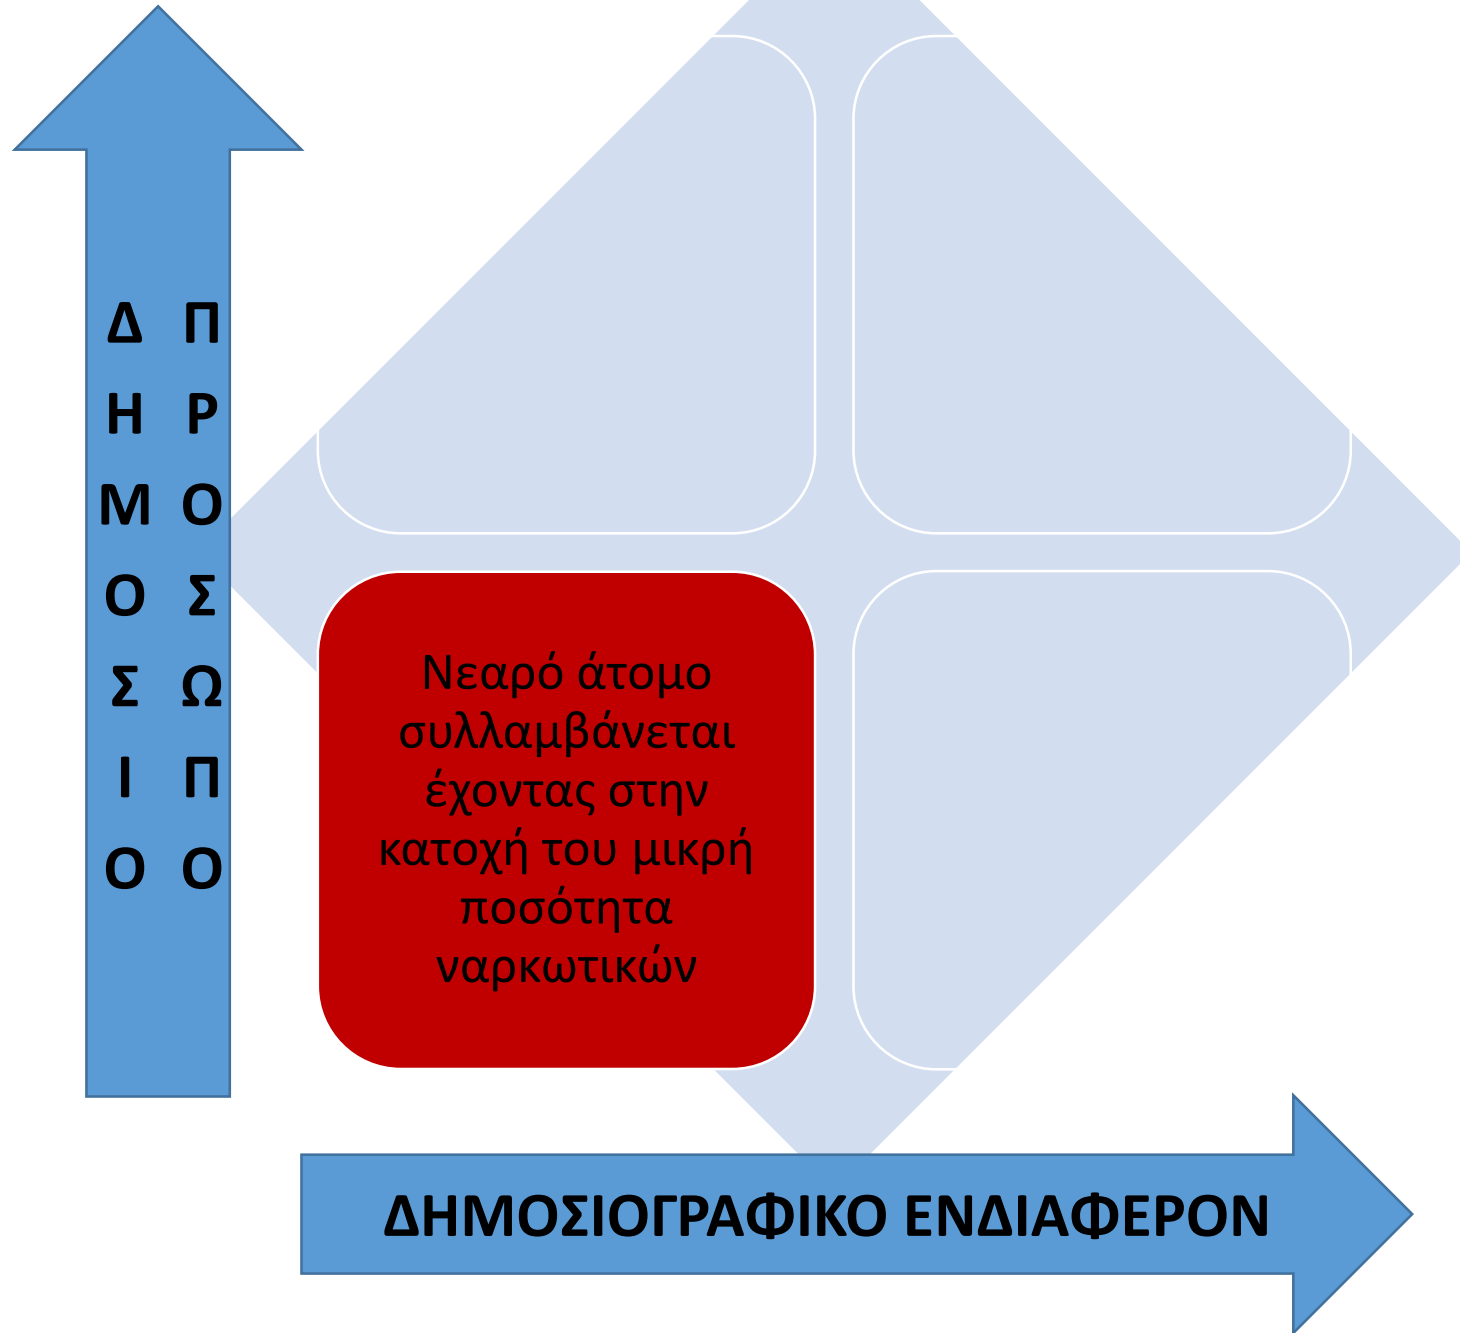 ΔΗΜΟΣΙΟ
ΠΡΟΣΩΠΟ
Νεαρό άτομο
συλλαμβάνεται
έχοντας στην
κατοχή του μικρή
ποσότητα
ναρκωτικών
ΔΗΜΟΣΙΟΓΡΑΦΙΚΟ ΕΝΔΙΑΦΕΡΟΝ